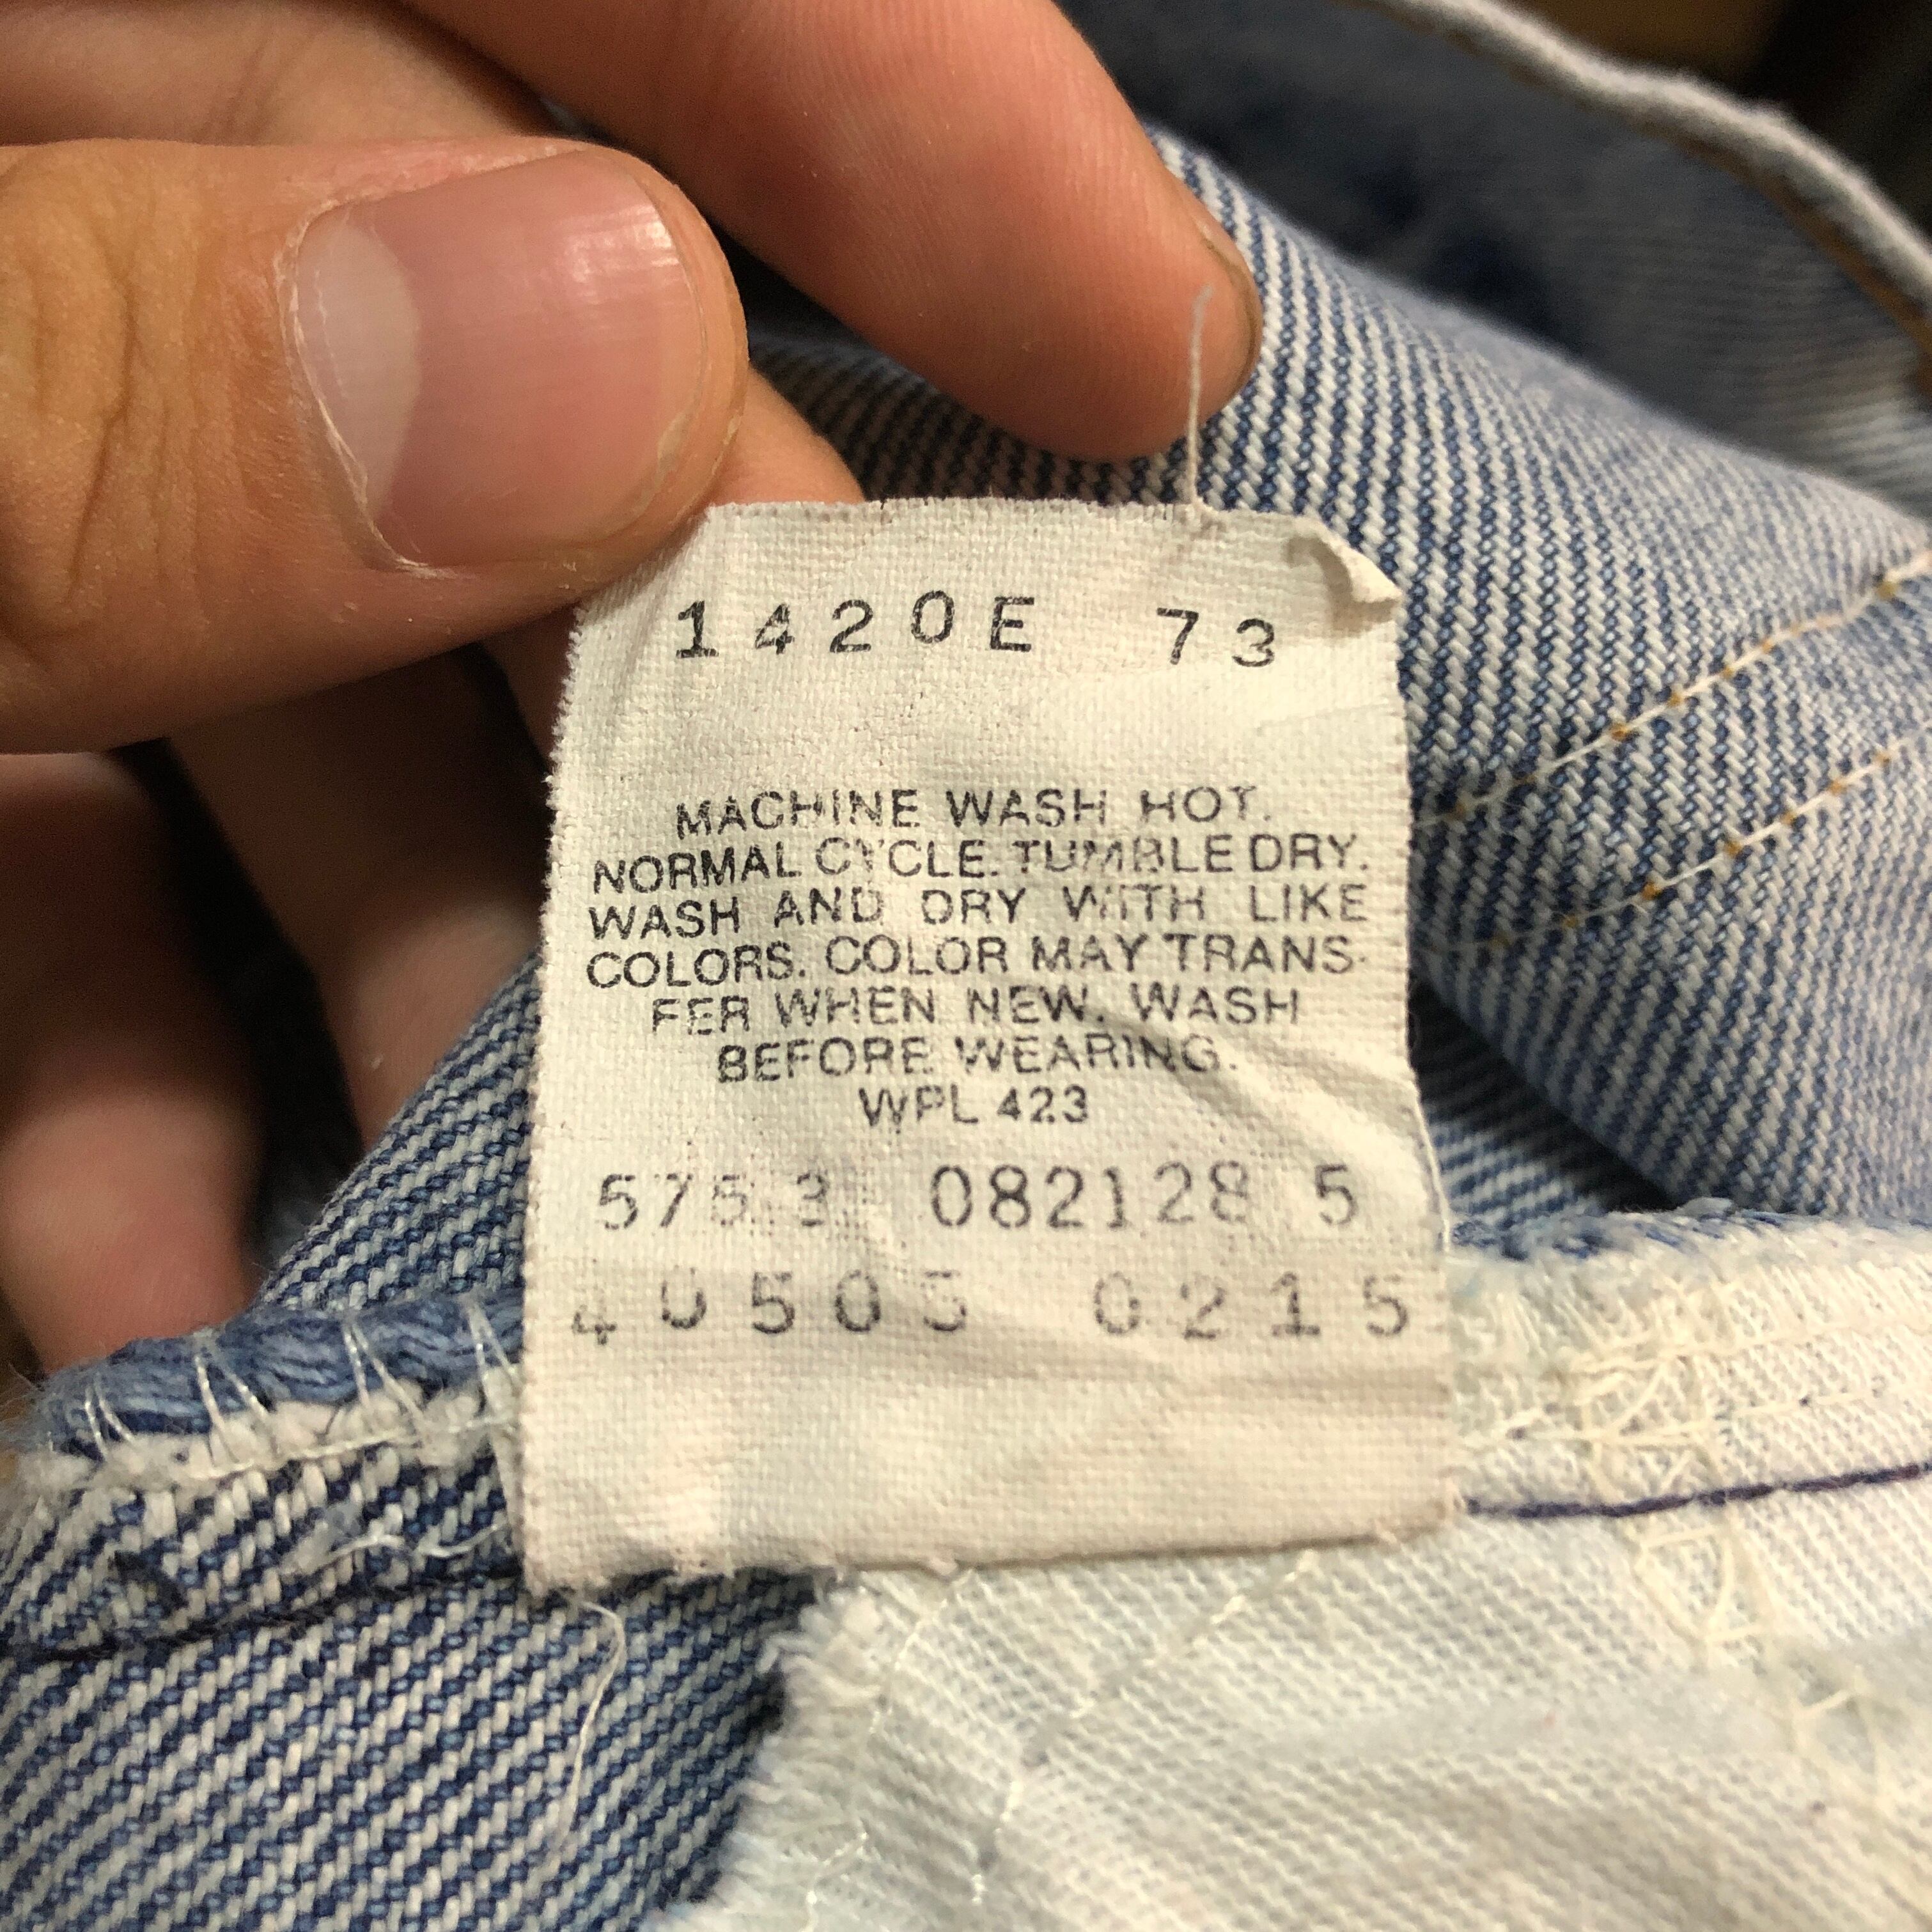 1420E 73
MACHINE WASH HOT.
NORMAL CYCLE. TUMBLE DRY.
WASH AND DRY WITH LIKE
COLORS. COLOR MAY TRANS-
FER WHEN NEW. WASH
BEFORE WEARING.
WPL 423
082128 5
40505 0215